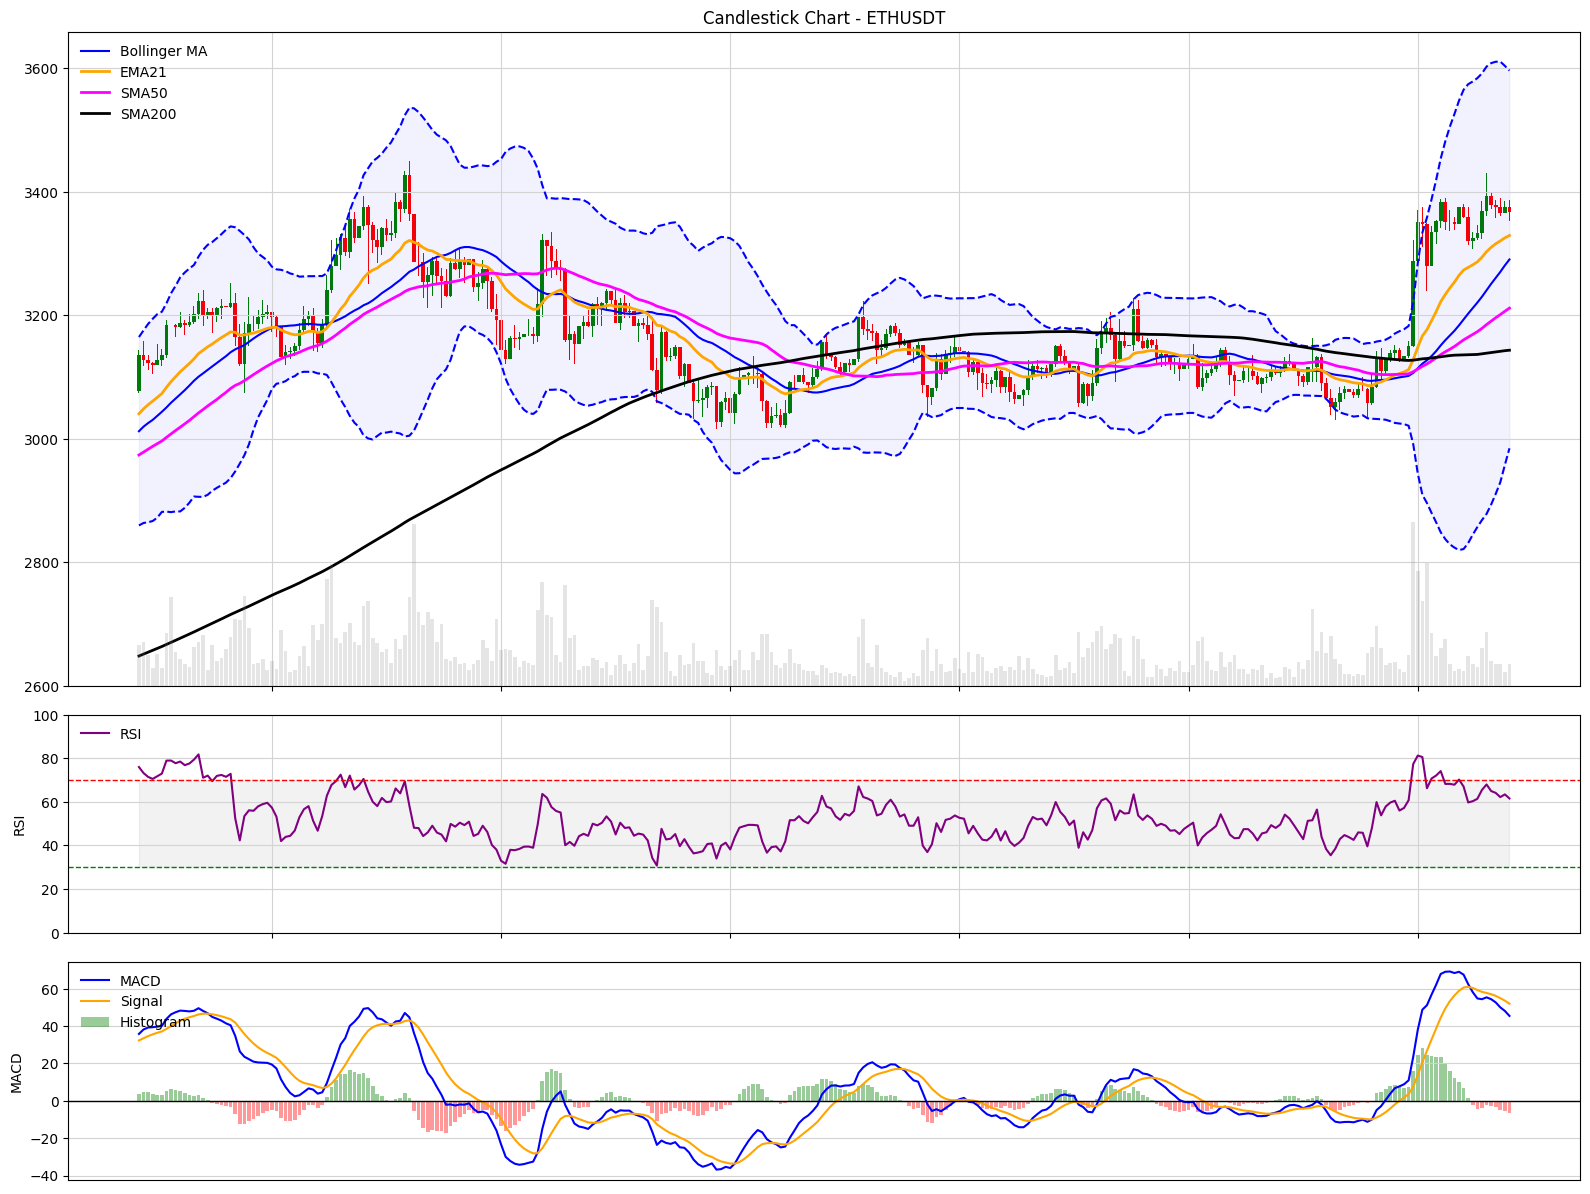 Candlestick Chart - ETHUSDT
Bollinger MA
EMA21
SMA50
SMA200
3600
3400
3200
3000
2800
2600
RSI
100
80
60
40
20
0
RSI
MACD
Signal
Histogram
60
40
20
0
−20
−40
MACD